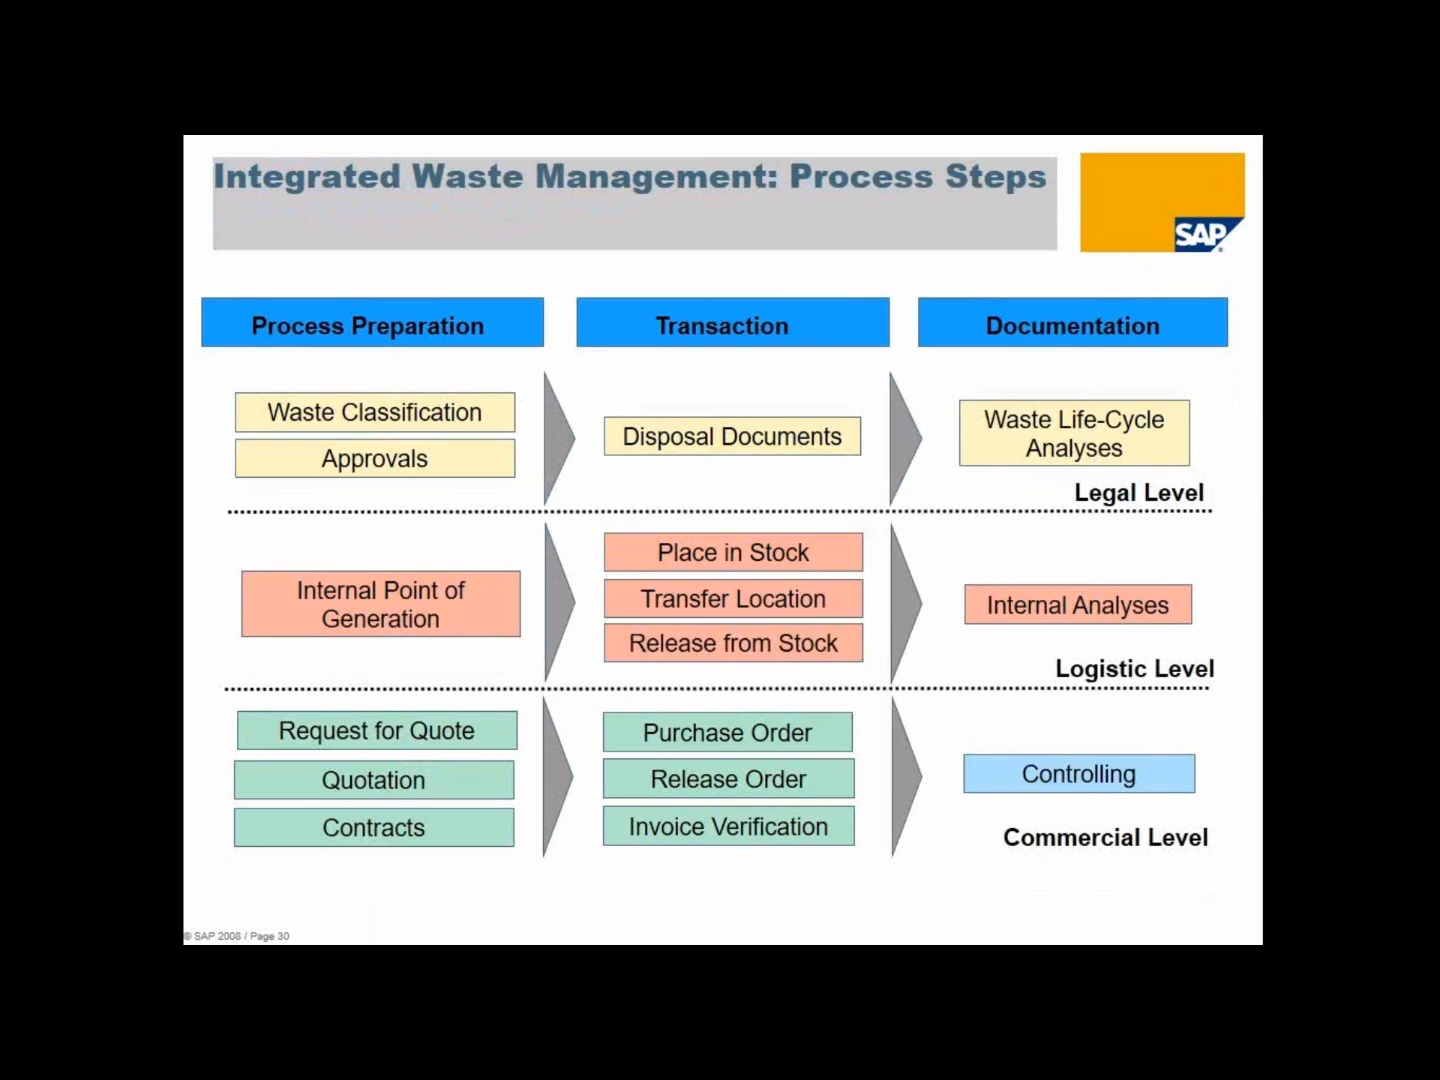 Integrated Waste Management: Process Steps
SAP
Process Preparation
Transaction
Documentation
Waste Classification
Approvals
Disposal Documents
Waste Life-Cycle
Analyses
Legal Level
Internal Point of
Generation
Place in Stock
Transfer Location
Release from Stock
Internal Analyses
Logistic Level
Request for Quote
Quotation
Contracts
Purchase Order
Release Order
Invoice Verification
Controlling
Commercial Level
© SAP 2008 / Page 30